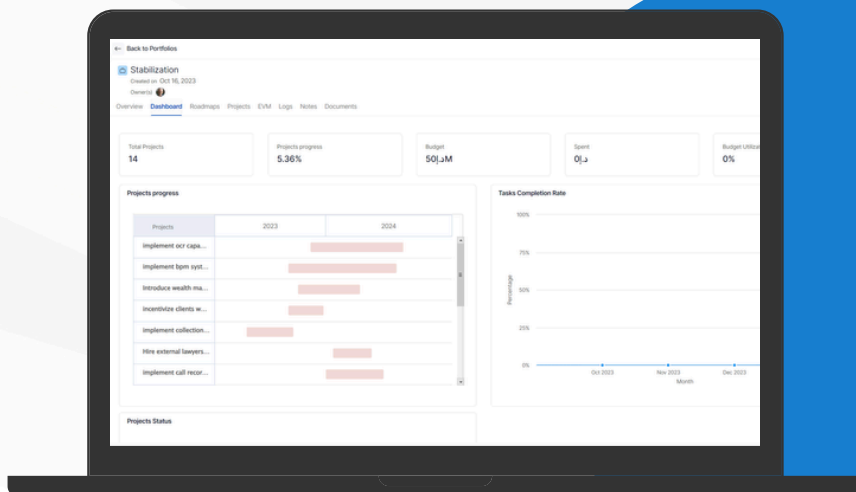 ← Back to Portfolios
Stabilization
Created on Oct 16, 2023
Owner(s)
Overview Dashboard Roadmaps Projects EVM Logs Notes Documents
Total Projects
14
Projects progress
5.36%
Budget
50د.إM
Spent
0د.إ
Budget Utiliza
0%
Projects progress
Projects 2023 2024
implement ocr capa...
implement bpm syst...
Introduce wealth ma...
incentivize clients w...
implement collection...
Hire external lawyers...
implement call recor...
Tasks Completion Rate
100%
75%
50%
25%
0%
Percentage
Oct 2023 Nov 2023 Dec 2023
Month
Projects Status